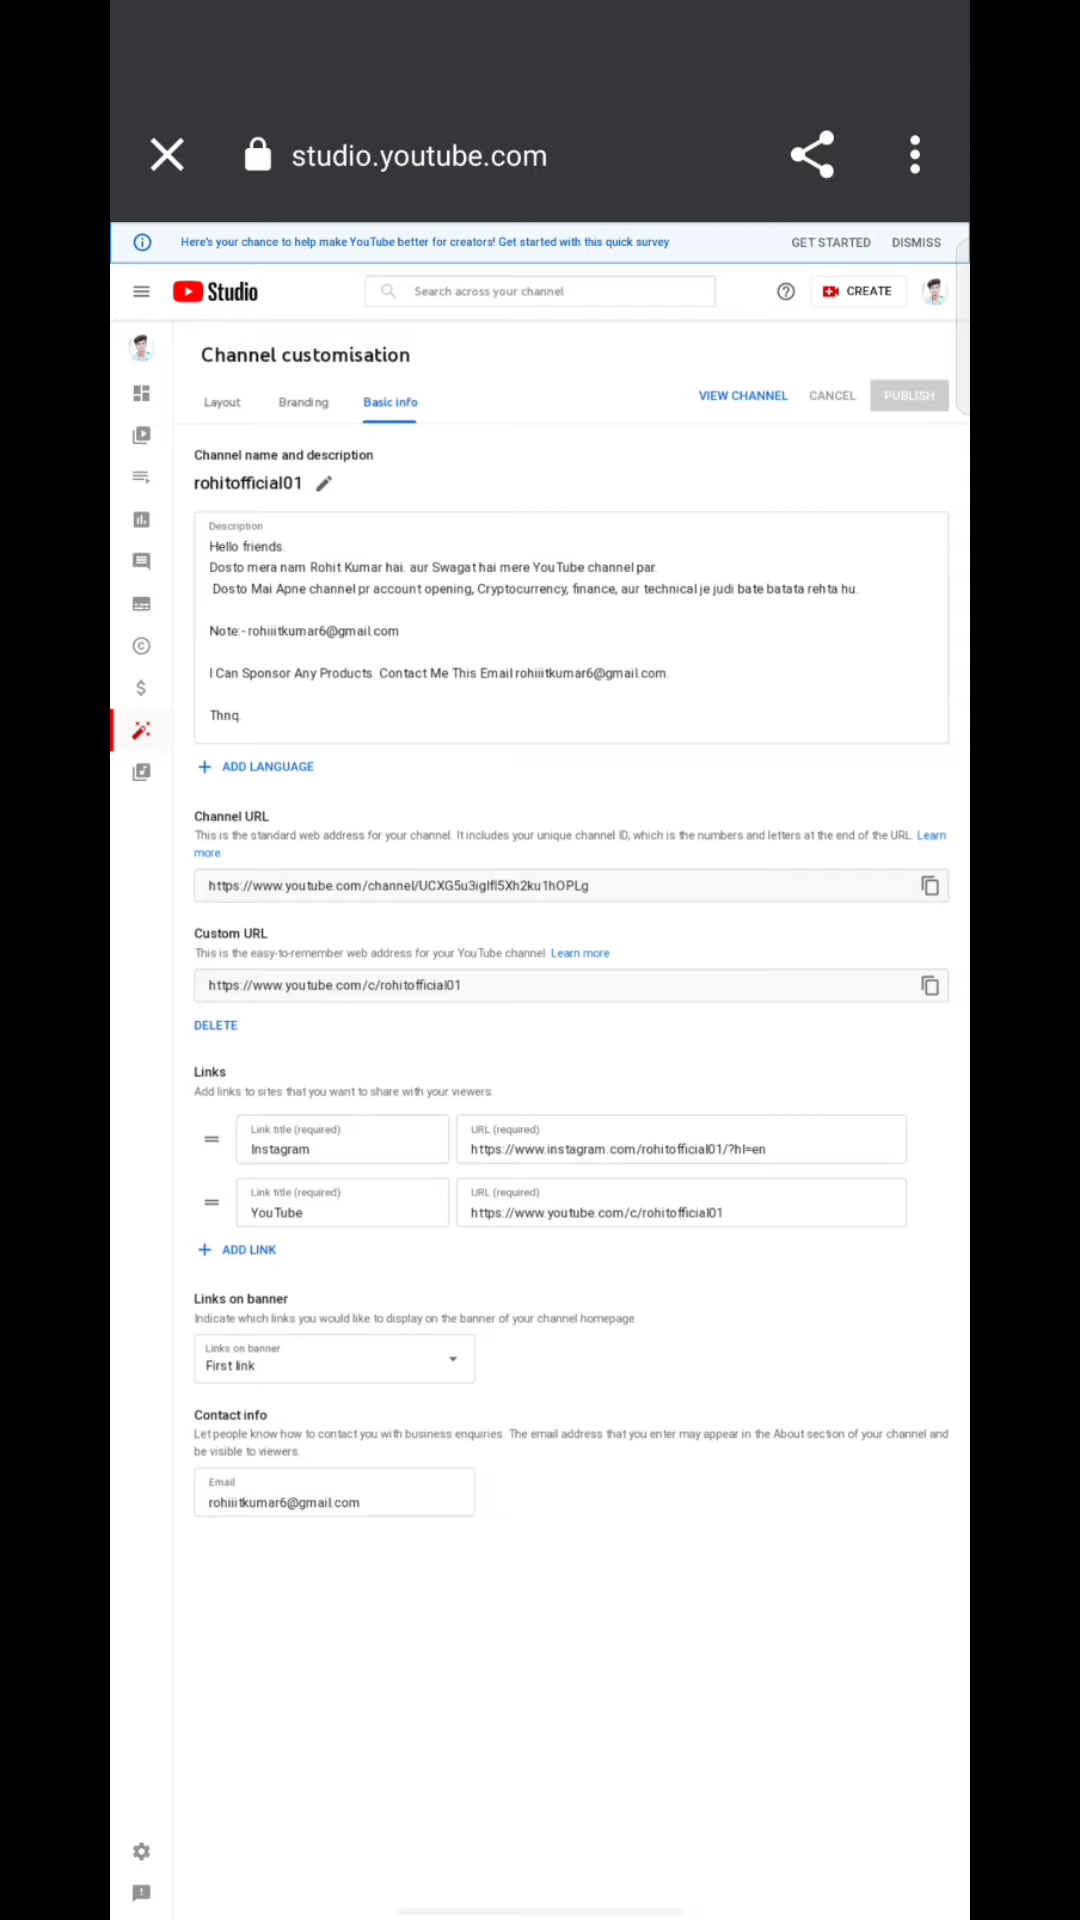 studio.youtube.com
Here's your chance to help make YouTube better for creators! Get started with this quick survey GET STARTED DISMISS
Studio Search across your channel CREATE
Channel customisation
Layout Branding Basic info VIEW CHANNEL CANCEL PUBLISH
Channel name and description
rohitofficial01
Description
Hello friends.
Dosto mera nam Rohit Kumar hai. aur Swagat hai mere YouTube channel par.
Dosto Mai Apne channel pr account opening, Cryptocurrency, finance, aur technical je judi bate batata rehta hu.
Note:- rohiiitkumar6@gmail.com
I Can Sponsor Any Products. Contact Me This Email rohiiitkumar6@gmail.com.
Thnq.
ADD LANGUAGE
Channel URL
This is the standard web address for your channel. It includes your unique channel ID, which is the numbers and letters at the end of the URL. Learn
more
https://www.youtube.com/channel/UCXG5u3iglfl5Xh2ku1hOPLg
Custom URL
This is the easy-to-remember web address for your YouTube channel. Learn more
https://www.youtube.com/c/rohitofficial01
DELETE
Links
Add links to sites that you want to share with your viewers.
Link title (required) URL (required)
Instagram https://www.instagram.com/rohitofficial01/?hl=en
Link title (required) URL (required)
YouTube https://www.youtube.com/c/rohitofficial01
ADD LINK
Links on banner
Indicate which links you would like to display on the banner of your channel homepage
Links on banner
First link
Contact info
Let people know how to contact you with business enquiries. The email address that you enter may appear in the About section of your channel and
be visible to viewers.
Email
rohiiitkumar6@gmail.com